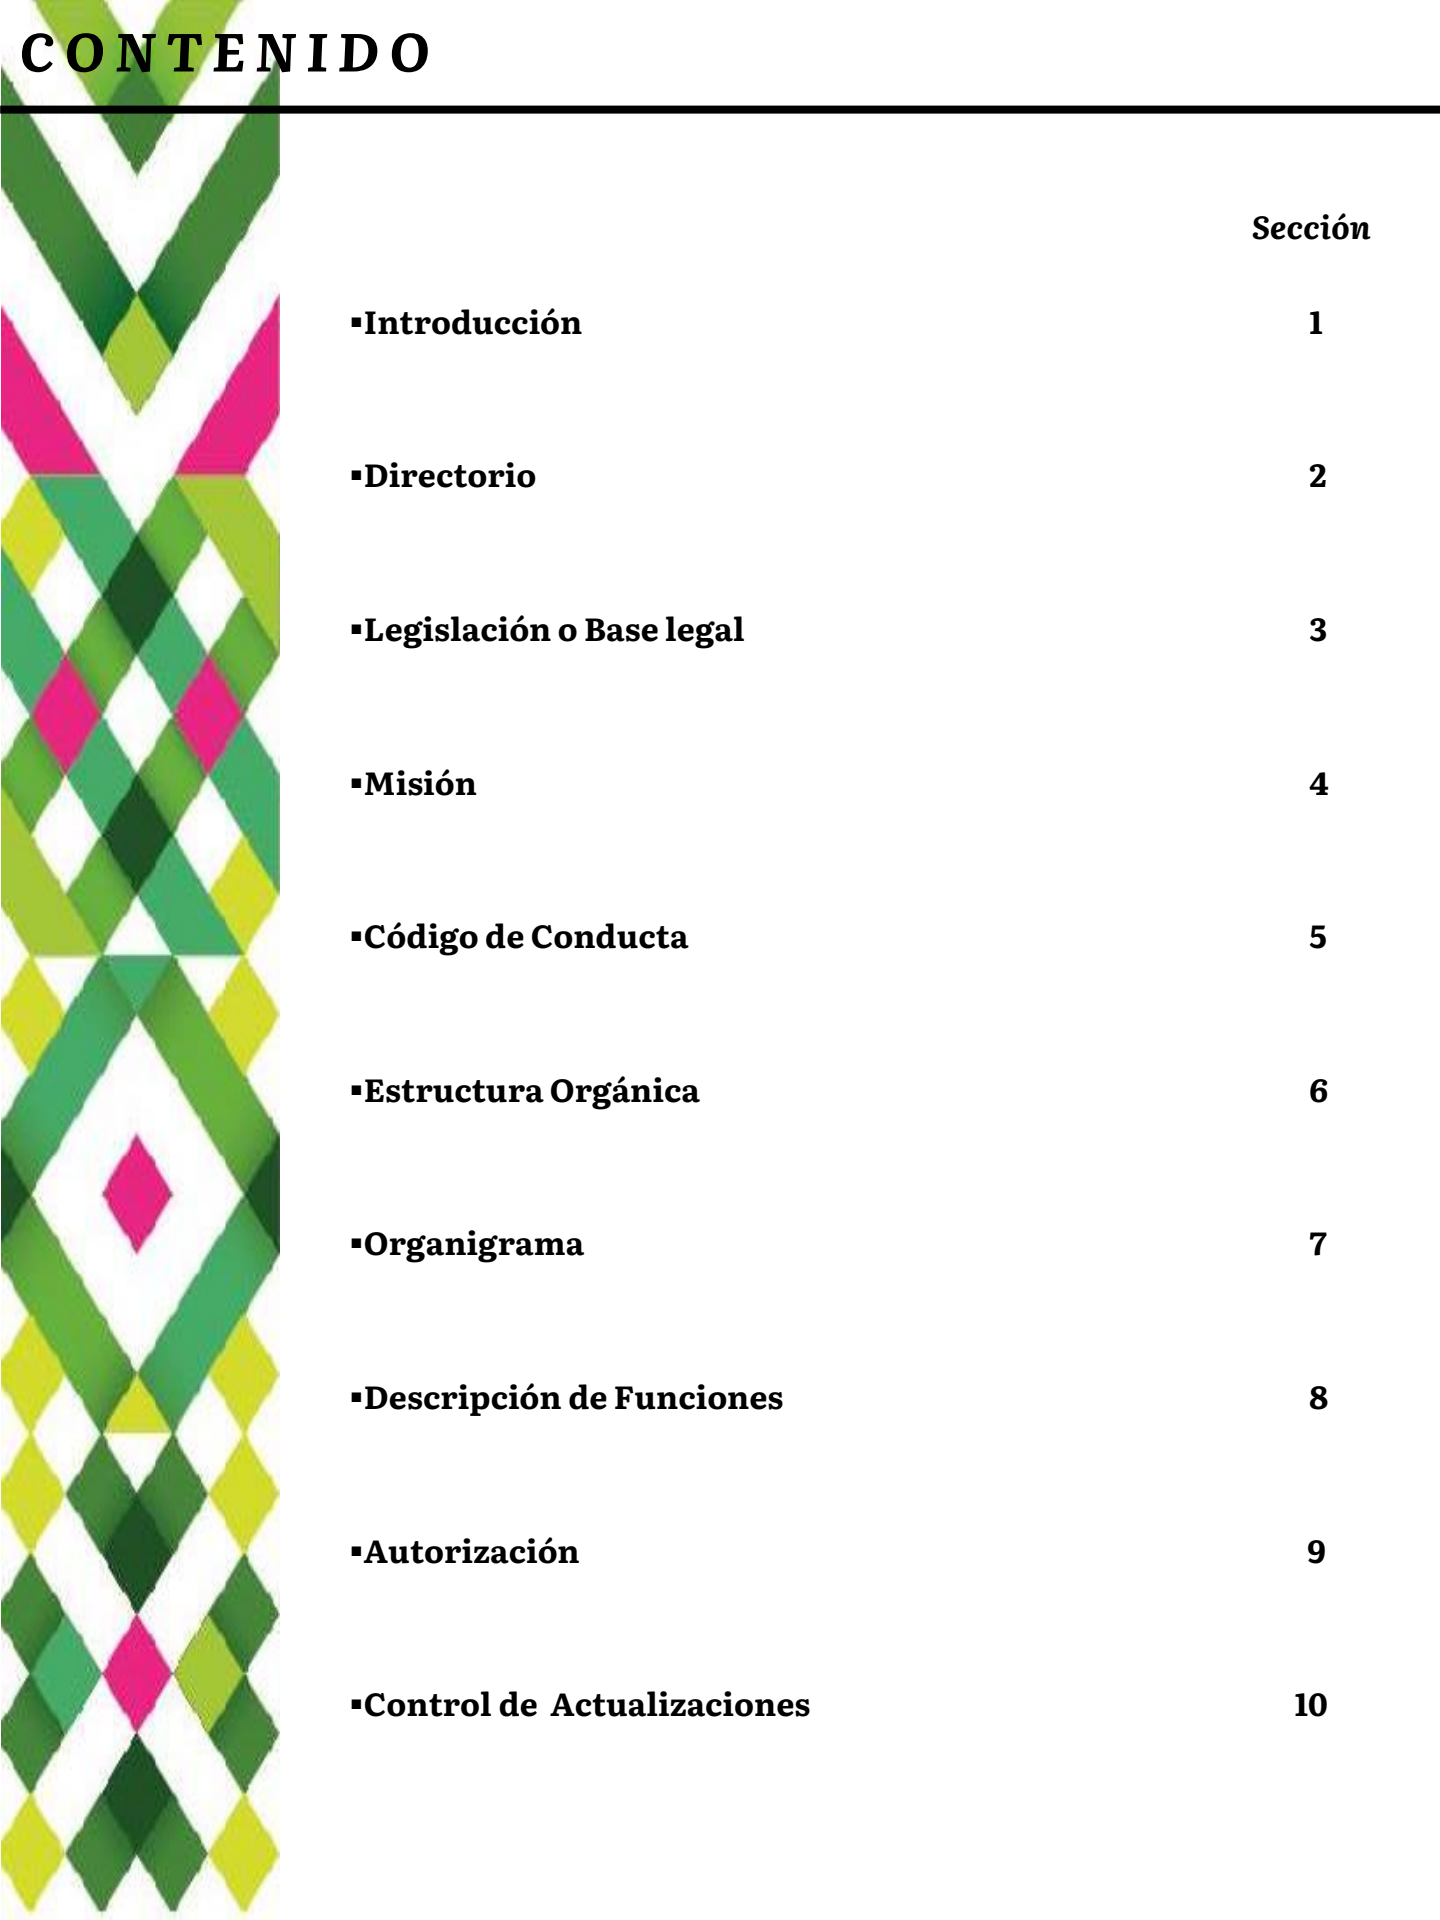 CONTENIDO
Sección
▪Introducción 1
▪Directorio 2
▪Legislación o Base legal 3
▪Misión 4
▪Código de Conducta 5
▪Estructura Orgánica 6
▪Organigrama 7
▪Descripción de Funciones 8
▪Autorización 9
▪Control de  Actualizaciones 10